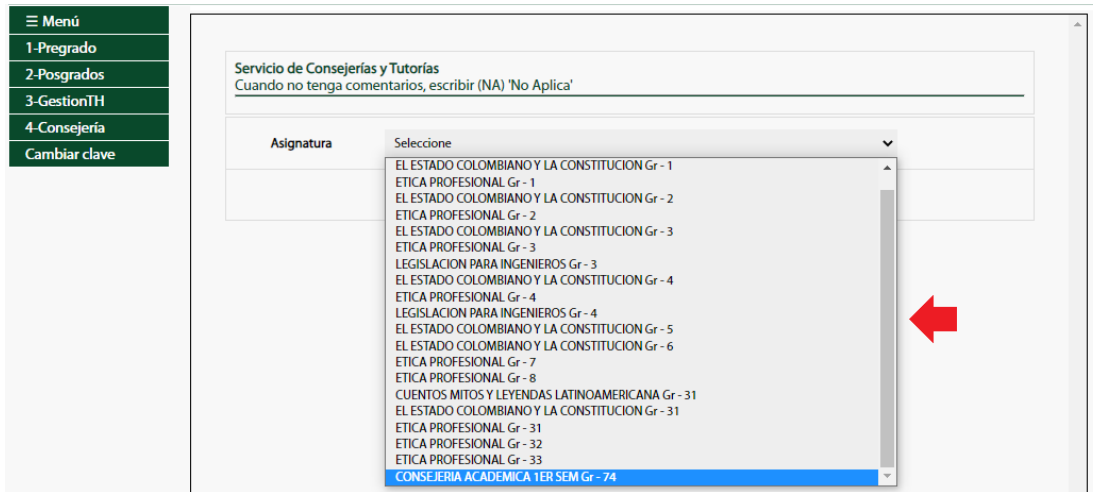 ☰ Menú
1-Pregrado
2-Posgrados
3-GestionTH
4-Consejería
Cambiar clave
Servicio de Consejerías y Tutorías
Cuando no tenga comentarios, escribir (NA) 'No Aplica'
Asignatura
Seleccione
EL ESTADO COLOMBIANO Y LA CONSTITUCION Gr - 1
ETICA PROFESIONAL Gr - 1
EL ESTADO COLOMBIANO Y LA CONSTITUCION Gr - 2
ETICA PROFESIONAL Gr - 2
EL ESTADO COLOMBIANO Y LA CONSTITUCION Gr - 3
ETICA PROFESIONAL Gr - 3
LEGISLACION PARA INGENIEROS Gr - 3
EL ESTADO COLOMBIANO Y LA CONSTITUCION Gr - 4
ETICA PROFESIONAL Gr - 4
LEGISLACION PARA INGENIEROS Gr - 4
EL ESTADO COLOMBIANO Y LA CONSTITUCION Gr - 5
EL ESTADO COLOMBIANO Y LA CONSTITUCION Gr - 6
ETICA PROFESIONAL Gr - 7
ETICA PROFESIONAL Gr - 8
CUENTOS MITOS Y LEYENDAS LATINOAMERICANA Gr - 31
EL ESTADO COLOMBIANO Y LA CONSTITUCION Gr - 31
ETICA PROFESIONAL Gr - 31
ETICA PROFESIONAL Gr - 32
ETICA PROFESIONAL Gr - 33
CONSEJERIA ACADEMICA 1ER SEM Gr - 74